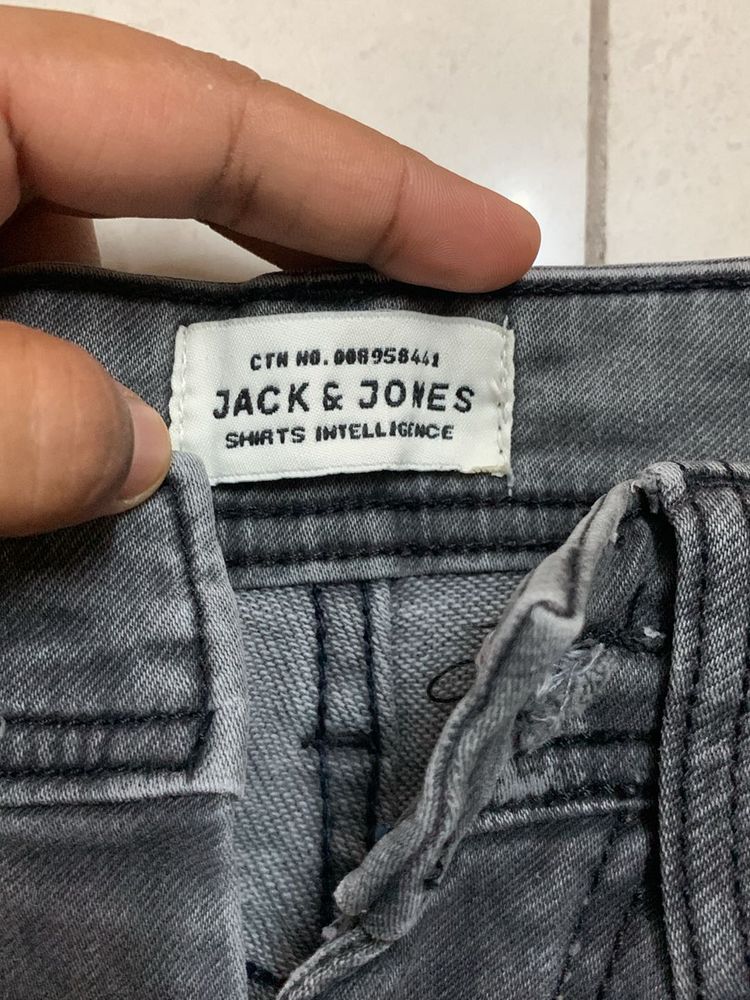 CTN NO. 008958441
JACK & JONES
SHIRTS INTELLIGENCE